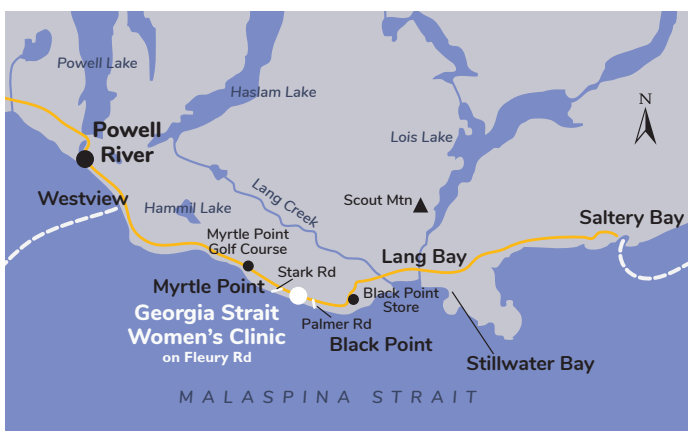 Powell Lake
Haslam Lake
N
Powell
River
Lois Lake
Westview
Hammil Lake
Lang Creek
Scout Mtn
Saltery Bay
Myrtle Point
Golf Course
Lang Bay
Stark Rd
Myrtle Point
Black Point
Store
Georgia Strait
Women's Clinic
on Fleury Rd
Palmer Rd
Black Point
Stillwater Bay
MALASPINA STRAIT